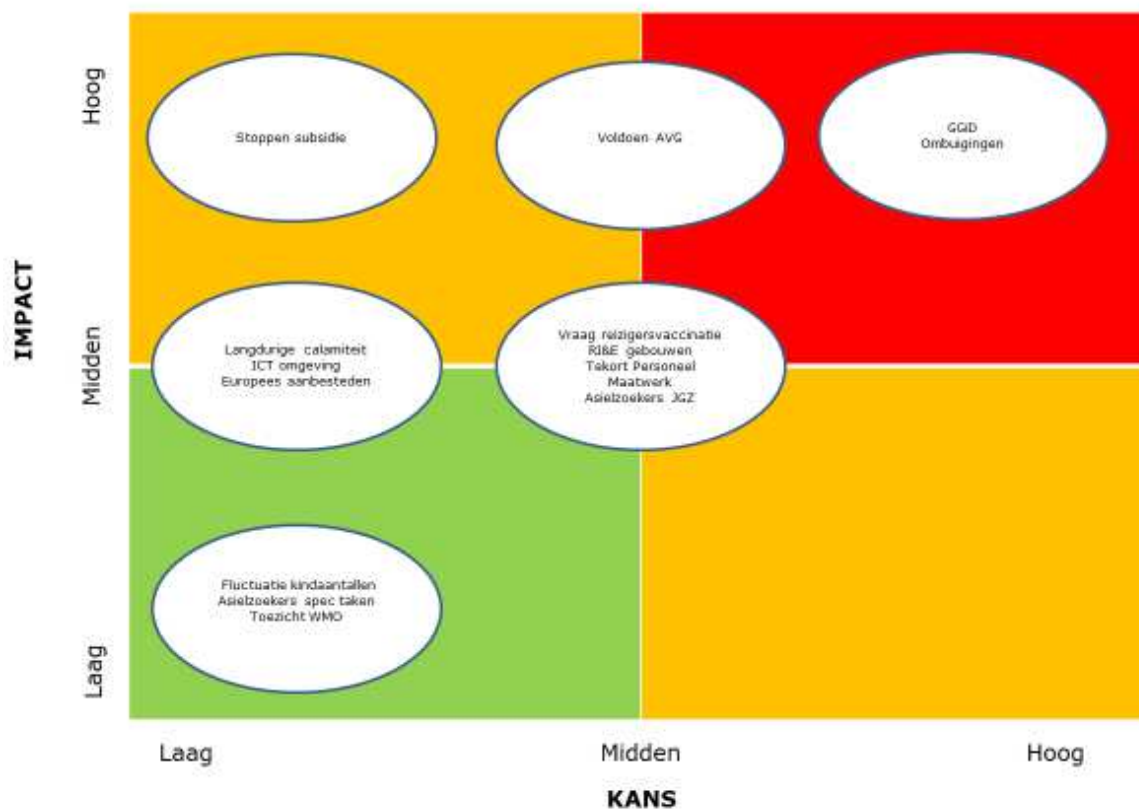 Hoog
Stoppen subsidie
Voldoen AVG
GGiD
Ombuigingen
IMPACT
Midden
Langdurige calamiteit
ICT omgeving
Europees aanbesteden
Vraag reizigersvaccinatie
RI&E gebouwen
Tekort Personeel
Maatwerk
Asielzoekers JGZ
Laag
Fluctuatie kindaantallen
Asielzoekers spec taken
Toezicht WMO
Laag
Midden
Hoog
KANS